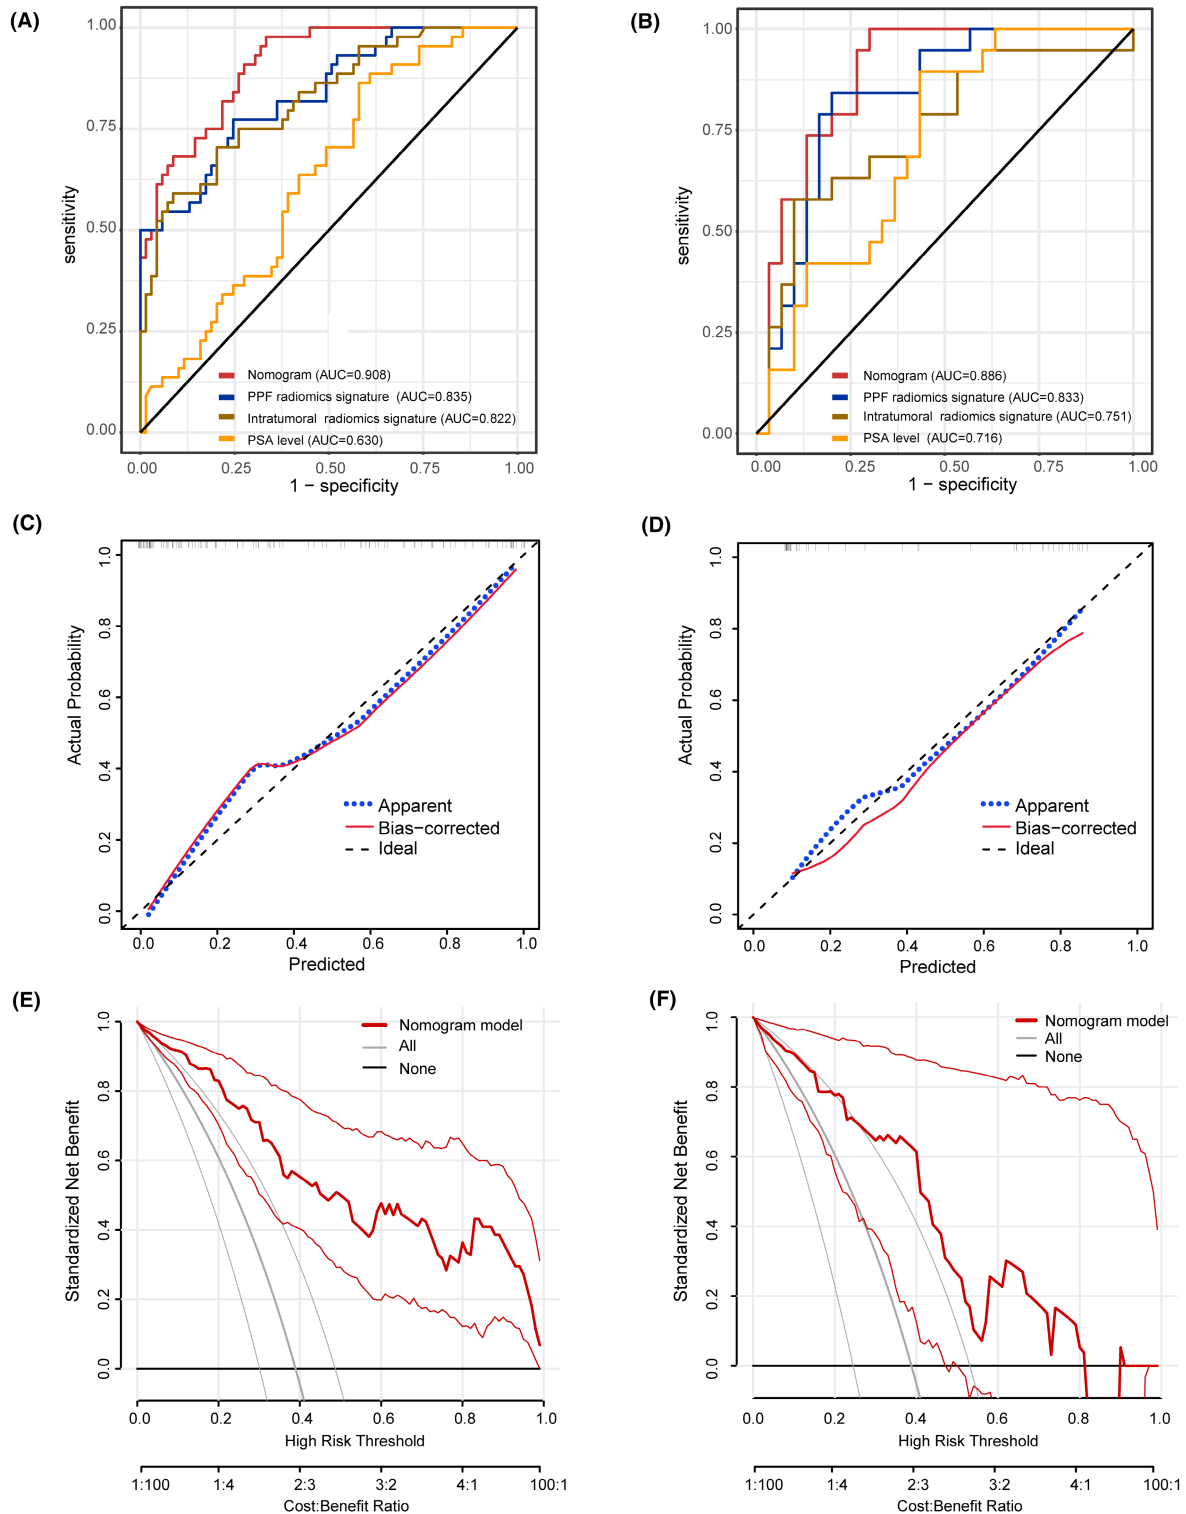 (A)
1.00
0.75
0.50
0.25
0.00
sensitivity
Nomogram (AUC=0.908)
PPF radiomics signature (AUC=0.835)
Intratumoral radiomics signature (AUC=0.822)
PSA level (AUC=0.630)
0.00 0.25 0.50 0.75 1.00
1 − specificity
(B)
1.00
0.75
0.50
0.25
0.00
sensitivity
Nomogram (AUC=0.886)
PPF radiomics signature (AUC=0.833)
Intratumoral radiomics signature (AUC=0.751)
PSA level (AUC=0.716)
0.00 0.25 0.50 0.75 1.00
1 − specificity
(C)
1.0
0.8
0.6
0.4
0.2
0.0
Actual Probability
Apparent
Bias−corrected
Ideal
0.0 0.2 0.4 0.6 0.8 1.0
Predicted
(D)
1.0
0.8
0.6
0.4
0.2
0.0
Actual Probability
Apparent
Bias−corrected
Ideal
0.0 0.2 0.4 0.6 0.8 1.0
Predicted
(E)
1.0
0.8
0.6
0.4
0.2
0.0
Standardized Net Benefit
Nomogram model
All
None
0.0 0.2 0.4 0.6 0.8 1.0
High Risk Threshold
1:100 1:4 2:3 3:2 4:1 100:1
Cost:Benefit Ratio
(F)
1.0
0.8
0.6
0.4
0.2
0.0
Standardized Net Benefit
Nomogram model
All
None
0.0 0.2 0.4 0.6 0.8 1.0
High Risk Threshold
1:100 1:4 2:3 3:2 4:1 100:1
Cost:Benefit Ratio